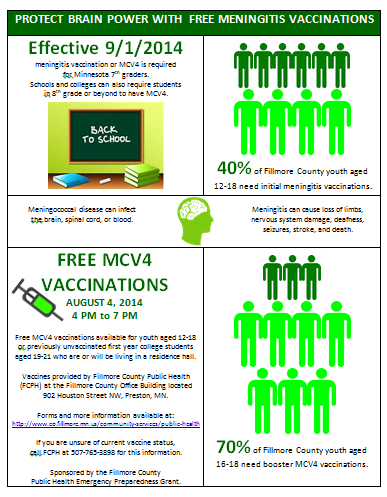 PROTECT BRAIN POWER WITH FREE MENINGITIS VACCINATIONS
Effective 9/1/2014
meningitis vaccination or MCV4 is required
for Minnesota 7th graders.
Schools and colleges can also require students
in 8th grade or beyond to have MCV4.
BACK
TO
SCHOOL
40% of Fillmore County youth aged
12-18 need initial meningitis vaccinations.
Meningococcal disease can infect
the brain, spinal cord, or blood.
Meningitis can cause loss of limbs,
nervous system damage, deafness,
seizures, stroke, and death.
FREE MCV4
VACCINATIONS
AUGUST 4, 2014
4 PM to 7 PM
Free MCV4 vaccinations available for youth aged 12-18
or previously unvaccinated first year college students
aged 19-21 who are or will be living in a residence hall.
Vaccines provided by Fillmore County Public Health
(FCPH) at the Fillmore County Office Building located
902 Houston Street NW, Preston, MN.
Forms and more information available at:
http://www.co.fillmore.mn.us/community-services/public-health
If you are unsure of current vaccine status,
call FCPH at 507-765-3898 for this information.
Sponsored by the Fillmore County
Public Health Emergency Preparedness Grant.
70% of Fillmore County youth aged
16-18 need booster MCV4 vaccinations.